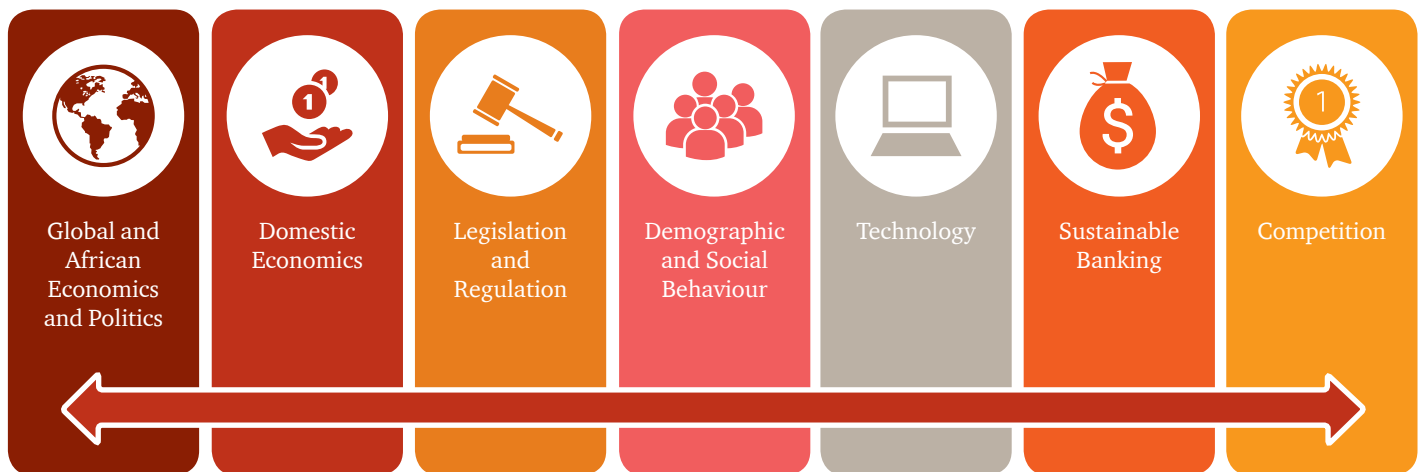 Global and
African
Economics
and Politics
1
1
Domestic
Economics
Legislation
and
Regulation
Demographic
and Social
Behaviour
Technology
$
Sustainable
Banking
1
Competition